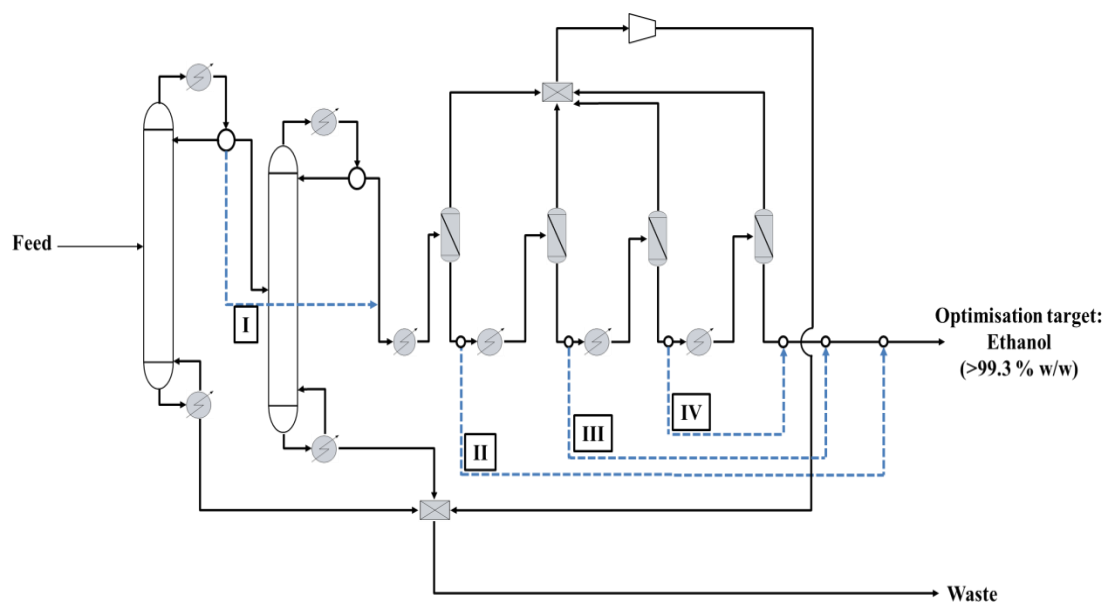 Feed
I
II
III
IV
Optimisation target:
Ethanol
(>99.3 % w/w)
Waste